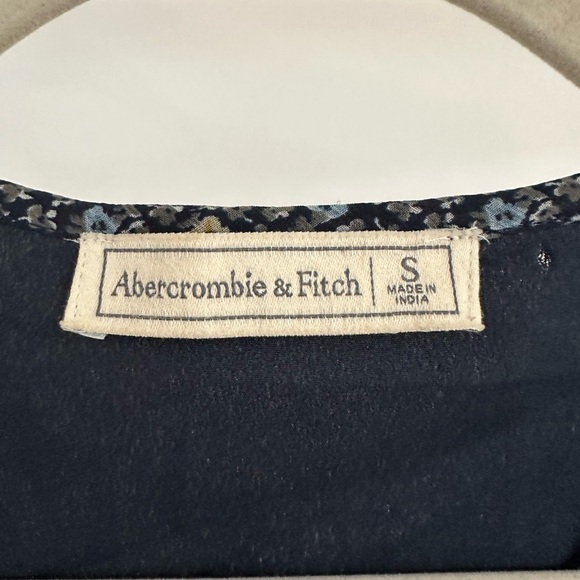 Abercrombie & Fitch
S
MADE IN
INDIA